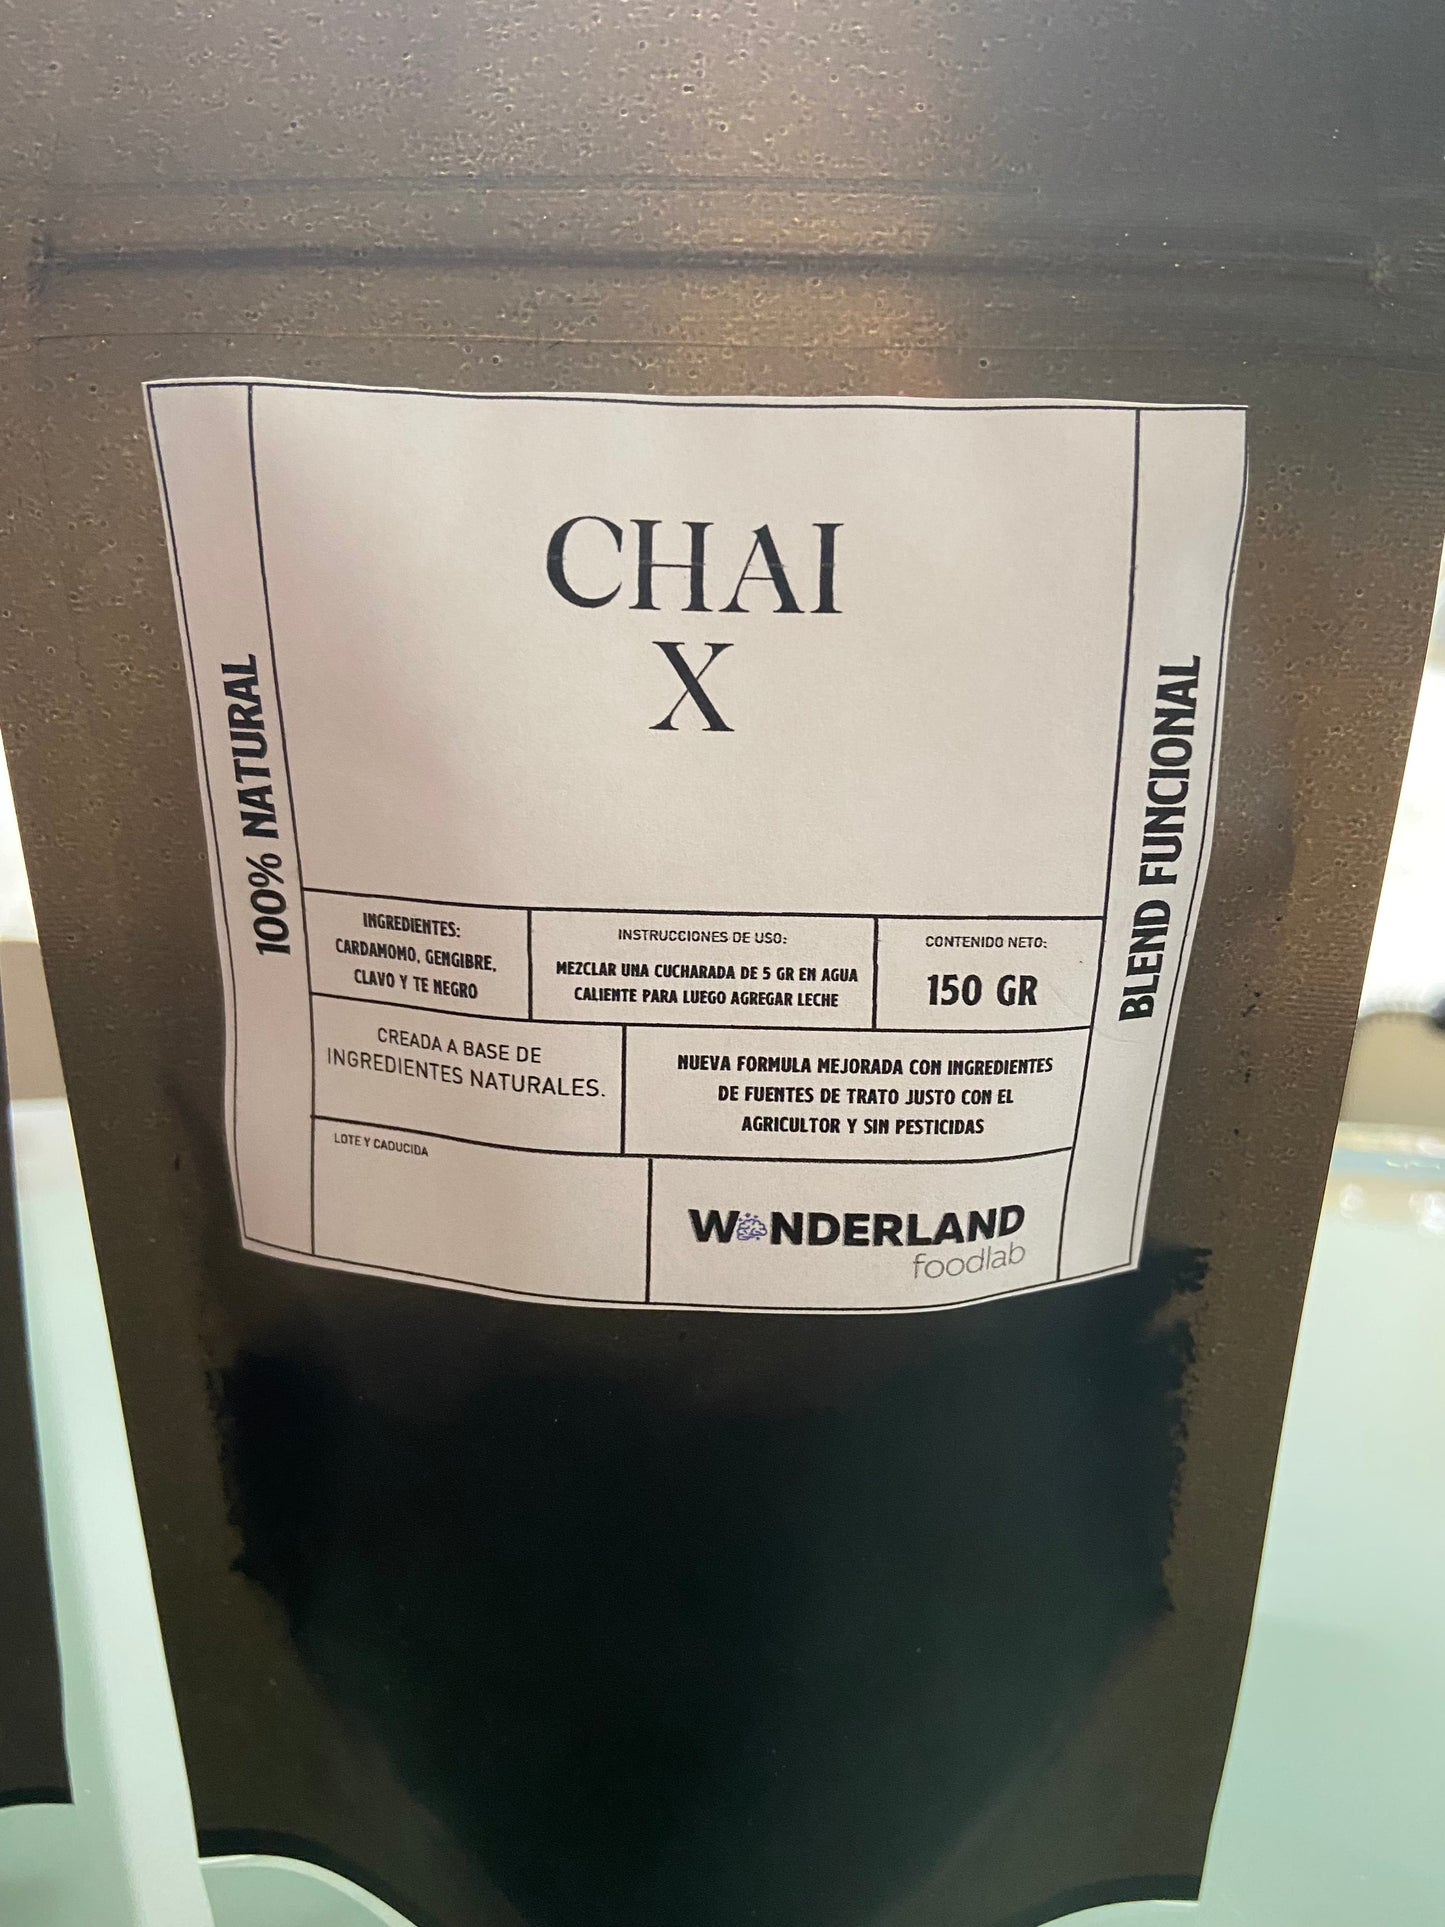 CHAI
X
100% NATURAL
BLEND FUNCIONAL
INGREDIENTES:
CARDAMOMO, GENGIBRE,
CLAVO Y TE NEGRO
INSTRUCCIONES DE USO:
MEZCLAR UNA CUCHARADA DE 5 GR EN AGUA
CALIENTE PARA LUEGO AGREGAR LECHE
CONTENIDO NETO:
150 GR
CREADA A BASE DE
INGREDIENTES NATURALES.
NUEVA FORMULA MEJORADA CON INGREDIENTES
DE FUENTES DE TRATO JUSTO CON EL
AGRICULTOR Y SIN PESTICIDAS
LOTE Y CADUCIDA
WONDERLAND
foodlab